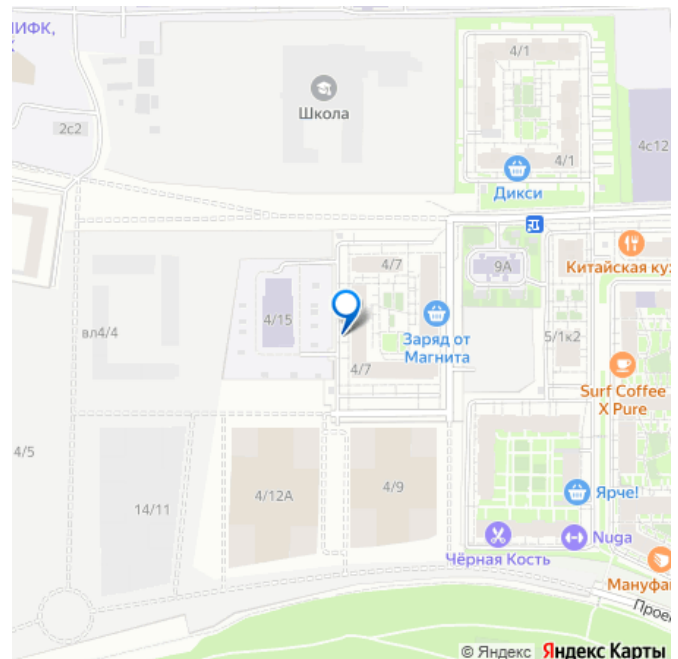 ИФК,
2с2
Школа
4/1
4/1
Дикси
4с12
4/7
9А
Китайская кух
4/15
вл4/4
Заряд от
Магнита
5/1к2
4/7
Surf Coffee
X Pure
4/5
4/12А
4/9
14/11
Ярче!
Чёрная Кость
Nuga
Мануфа
Прое
© Яндекс Яндекс Карты